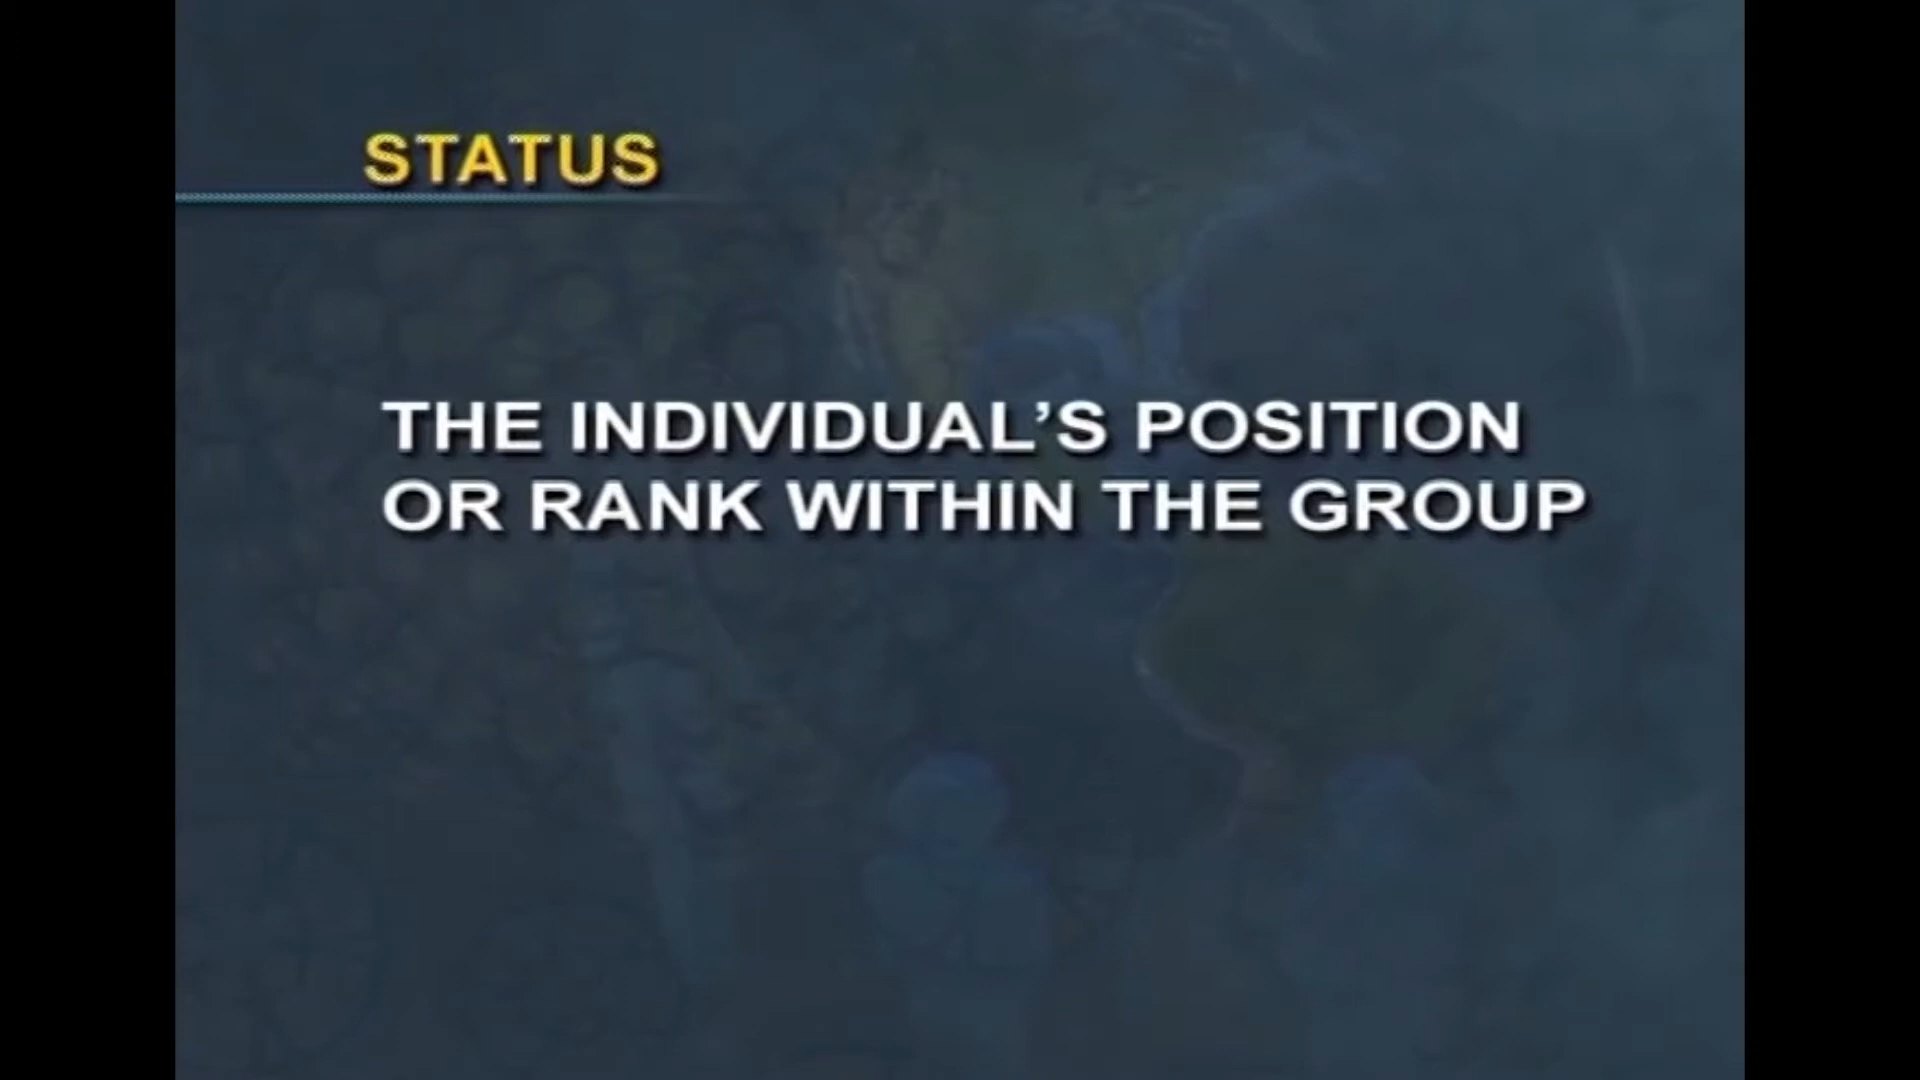 STATUS
THE INDIVIDUAL’S POSITION
OR RANK WITHIN THE GROUP